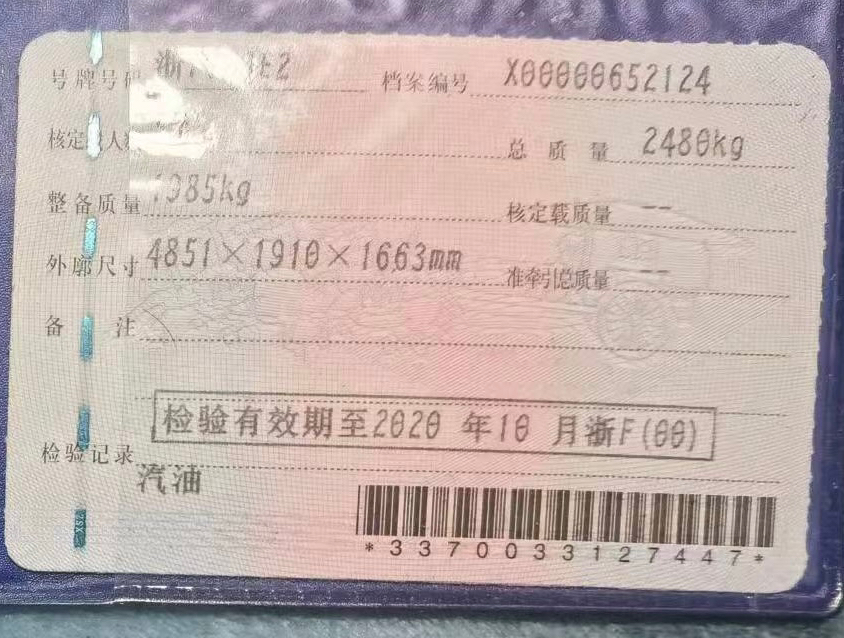 号牌号码 浙 E2 档案编号 X00000652124
核定载人数 总质量 2480kg
整备质量 1985kg 核定载质量 --
外廓尺寸 4851×1910×1663mm 准牵引总质量 --
备注
检验有效期至2020 年10 月浙F(00)
检验记录
汽油
*3370033127447*